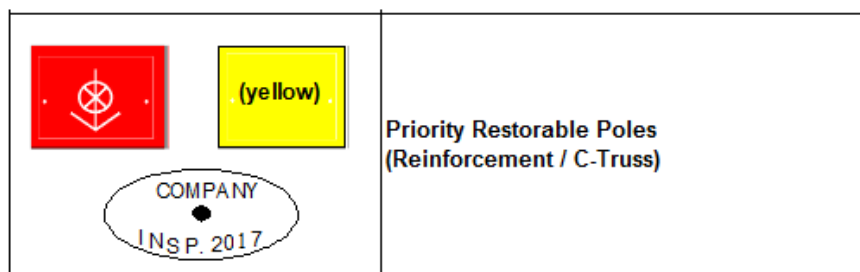 (yellow)
COMPANY
INSP. 2017
Priority Restorable Poles
(Reinforcement / C-Truss)